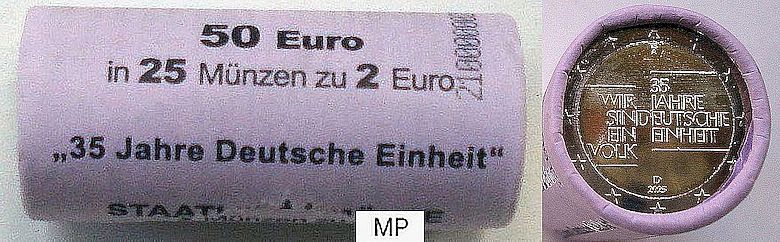 50 Euro
in 25 Münzen zu 2 Euro
„35 Jahre Deutsche Einheit“
MP
35
WIR JAHRE
SIND DEUTSCHE
EIN EINHEIT
VOLK
D
2025